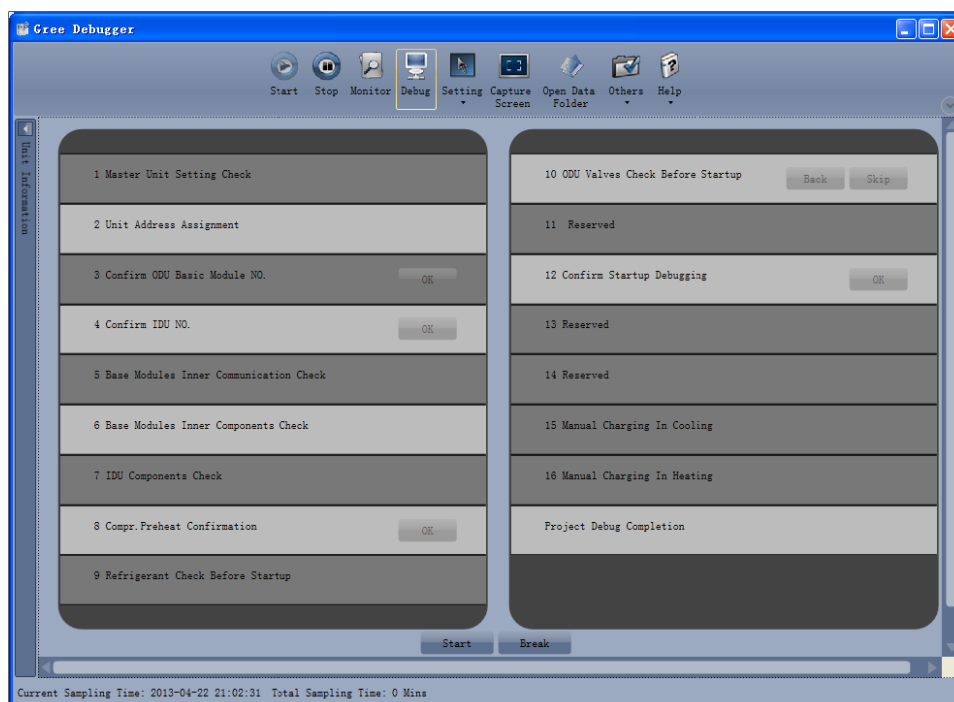 Gree Debugger
Start Stop Monitor Debug Setting Capture Screen Open Data Folder Others Help
Unit Information
1 Master Unit Setting Check
2 Unit Address Assignment
3 Confirm ODU Basic Module NO. OK
4 Confirm IDU NO. OK
5 Base Modules Inner Communication Check
6 Base Modules Inner Components Check
7 IDU Components Check
8 Compr.Preheat Confirmation OK
9 Refrigerant Check Before Startup
10 ODU Valves Check Before Startup Back Skip
11 Reserved
12 Confirm Startup Debugging OK
13 Reserved
14 Reserved
15 Manual Charging In Cooling
16 Manual Charging In Heating
Project Debug Completion
Start Break
Current Sampling Time: 2013-04-22 21:02:31 Total Sampling Time: 0 Mins